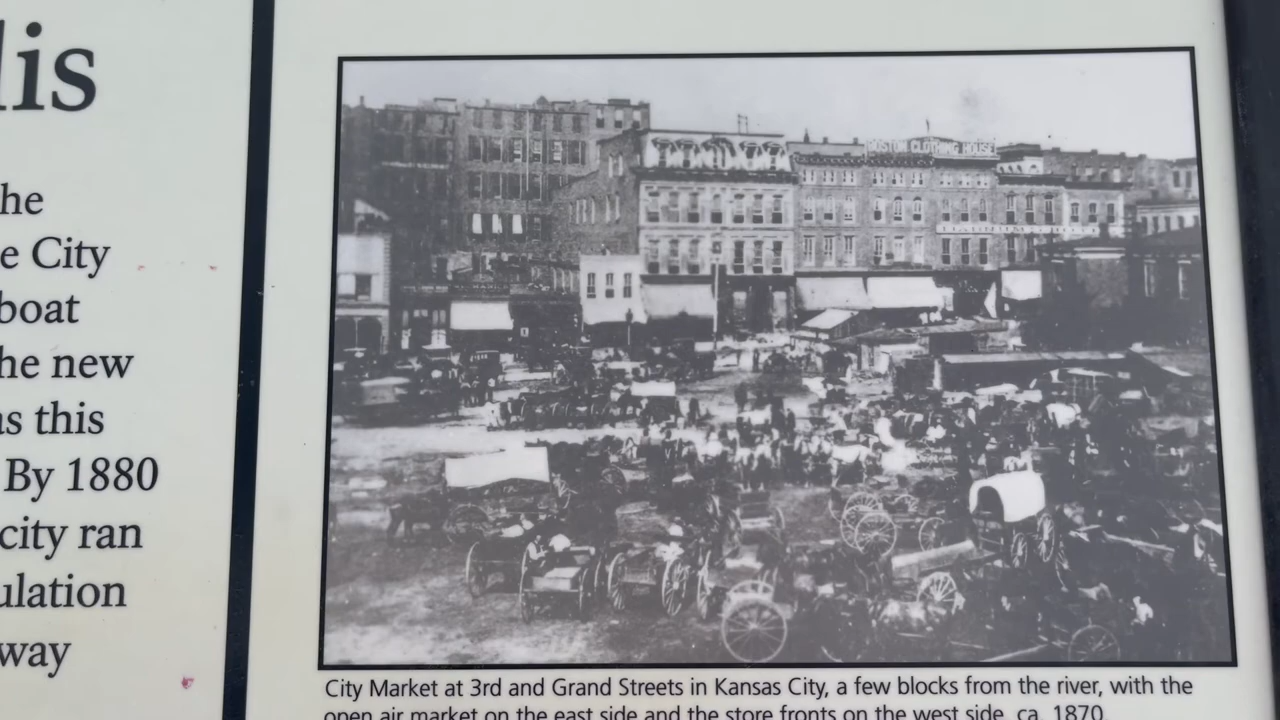 lis
he
e City
boat
he new
as this
By 1880
city ran
ulation
way
BOSTON CLOTHING HOUSE
City Market at 3rd and Grand Streets in Kansas City, a few blocks from the river, with the
open air market on the east side and the store fronts on the west side, ca. 1870.